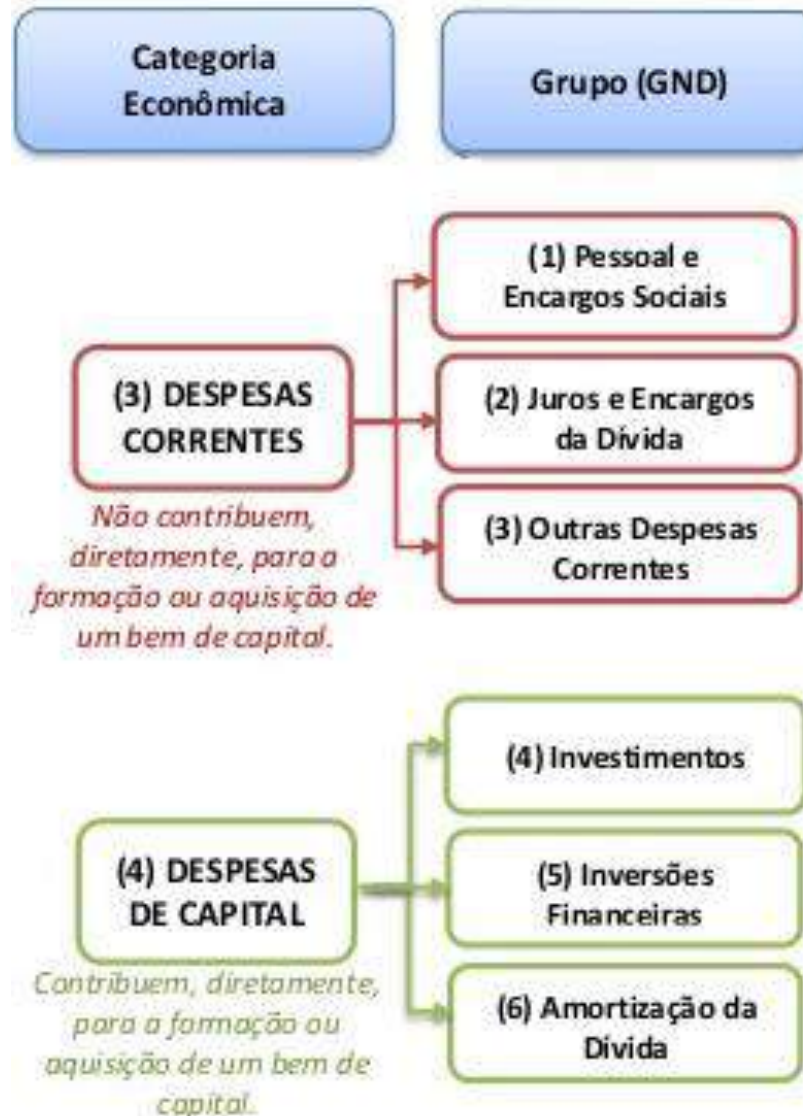 Categoria
Econômica
Grupo (GND)
(1) Pessoal e
Encargos Sociais
(3) DESPESAS
CORRENTES
(2) Juros e Encargos
da Dívida
(3) Outras Despesas
Correntes
Não contribuem,
diretamente, para a
formação ou aquisição de
um bem de capital.
(4) Investimentos
(4) DESPESAS
DE CAPITAL
(5) Inversões
Financeiras
(6) Amortização da
Dívida
Contribuem, diretamente,
para a formação ou
aquisição de um bem de
capital.